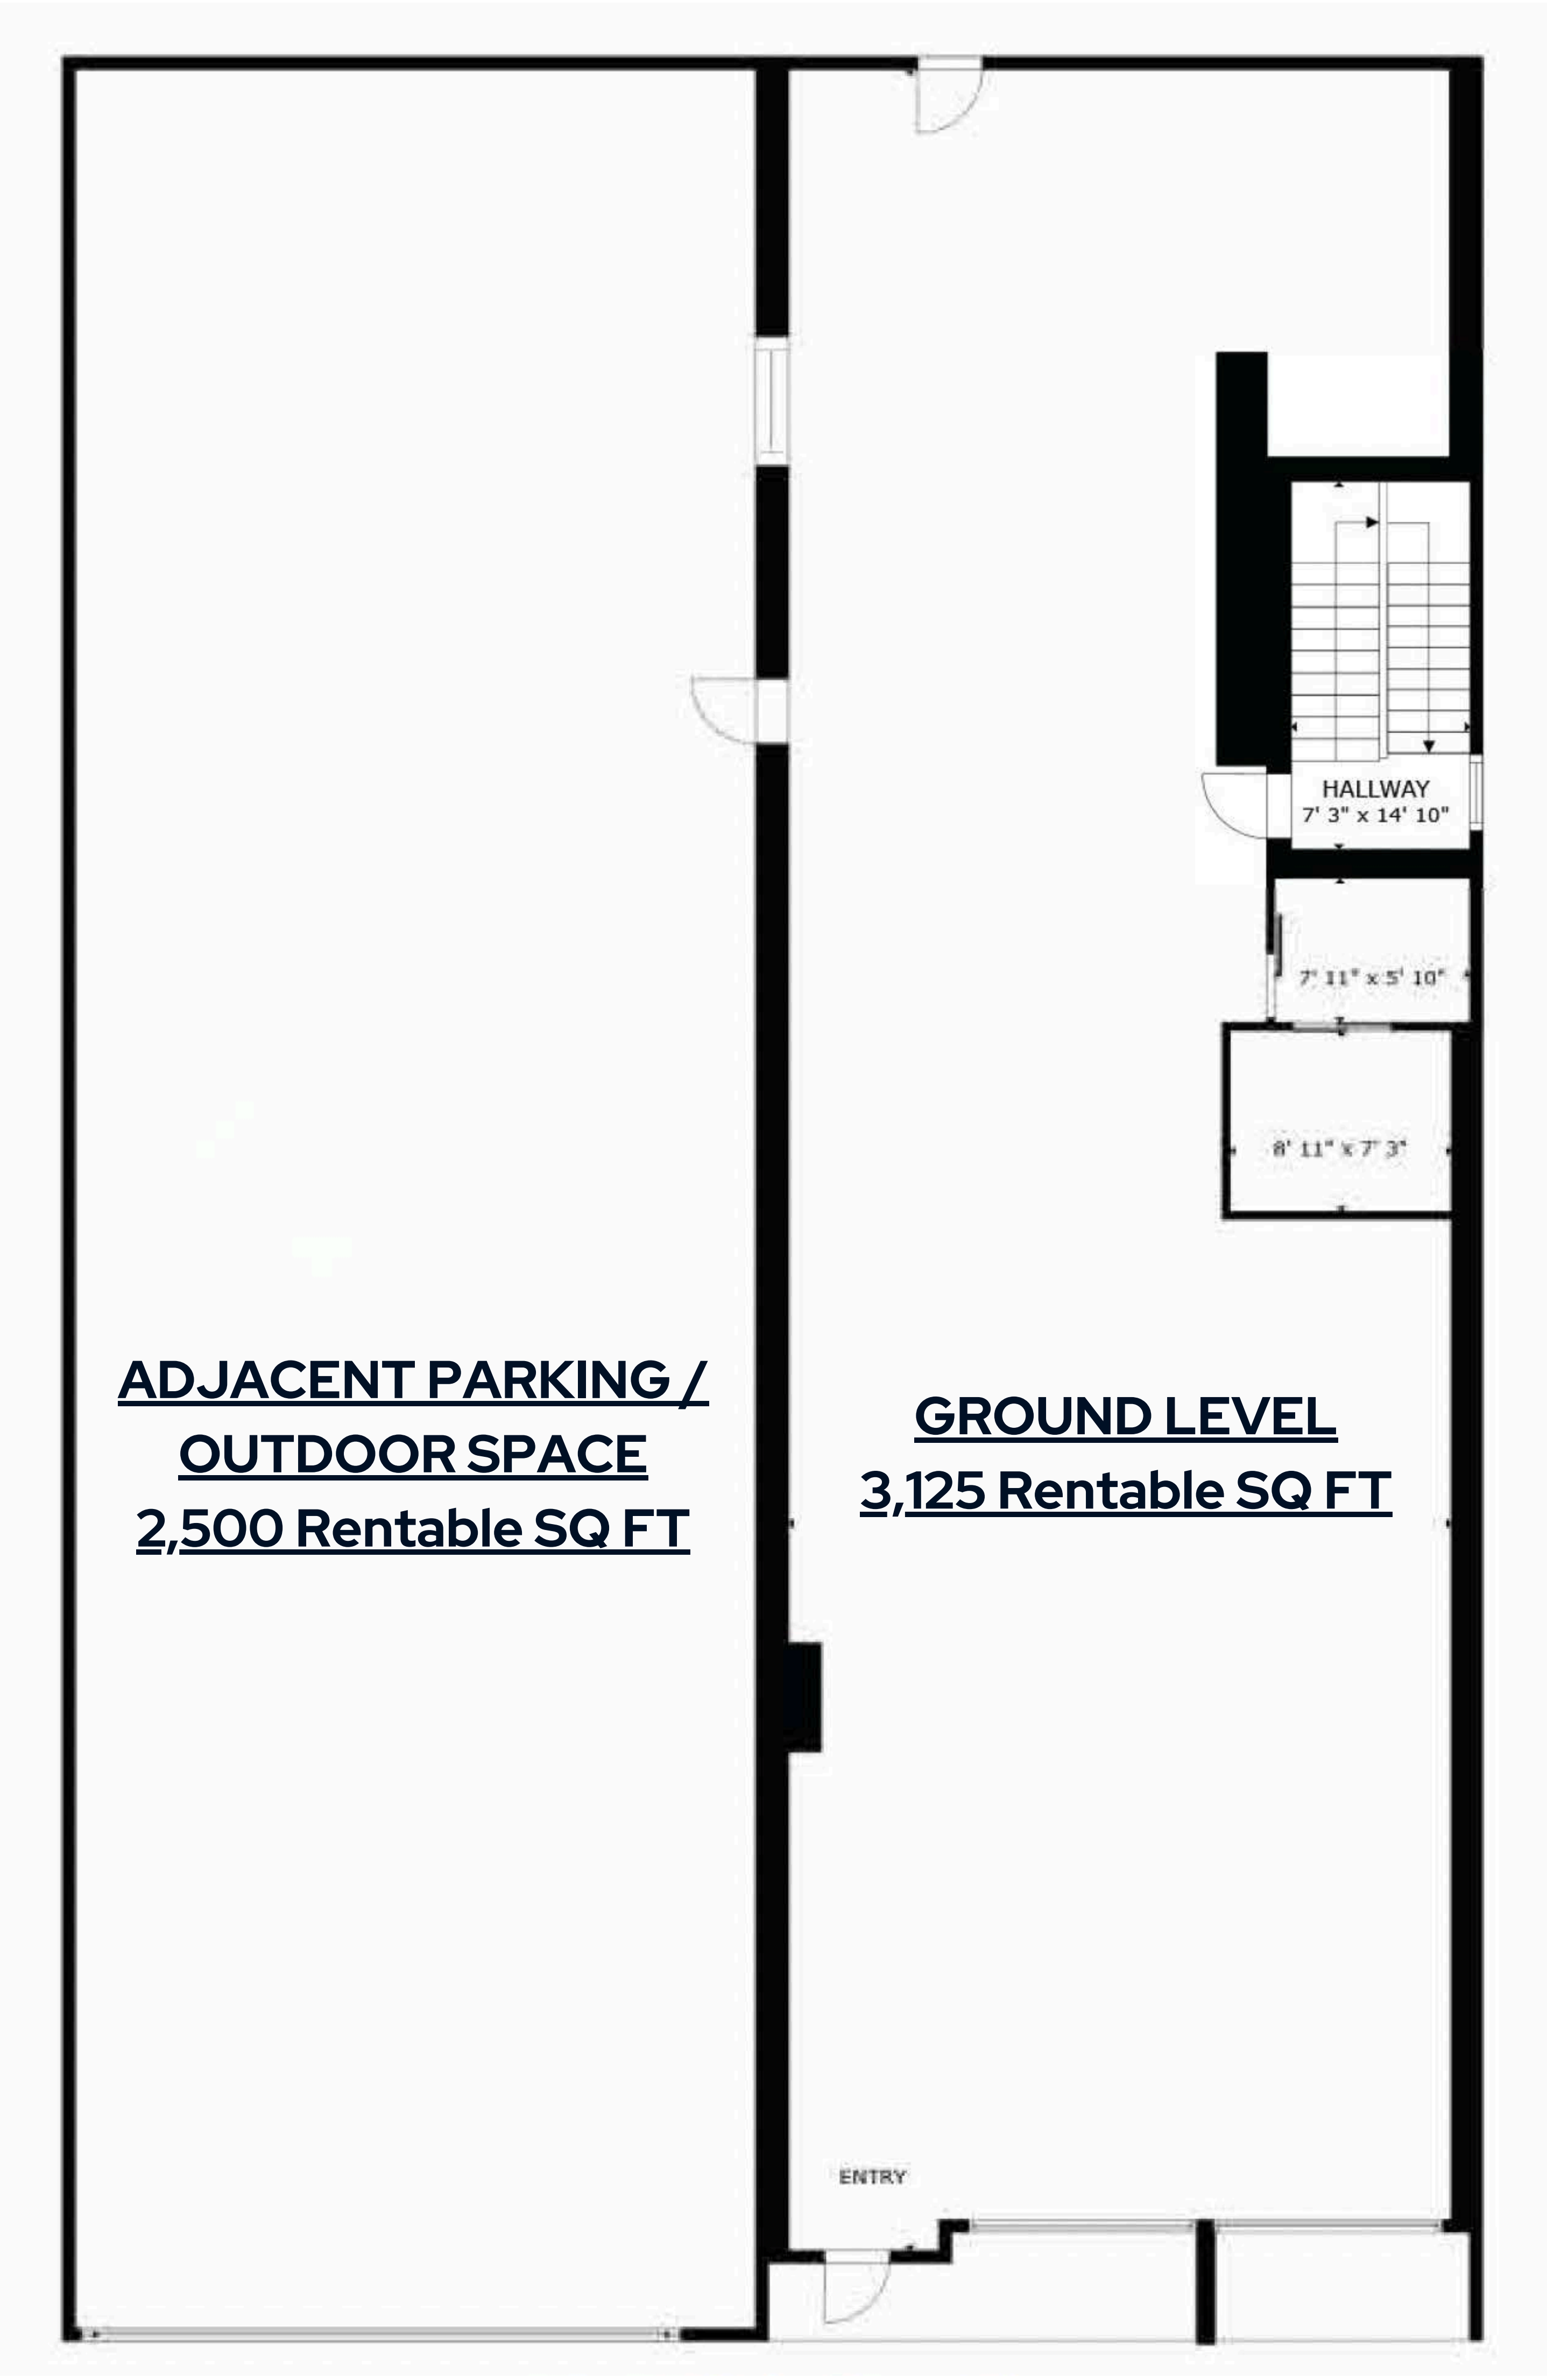 HALLWAY
7' 3" x 14' 10"
7' 11" x 5' 10"
8' 11" x 7' 3"
ADJACENT PARKING /
OUTDOOR SPACE
2,500 Rentable SQ FT
GROUND LEVEL
3,125 Rentable SQ FT
ENTRY